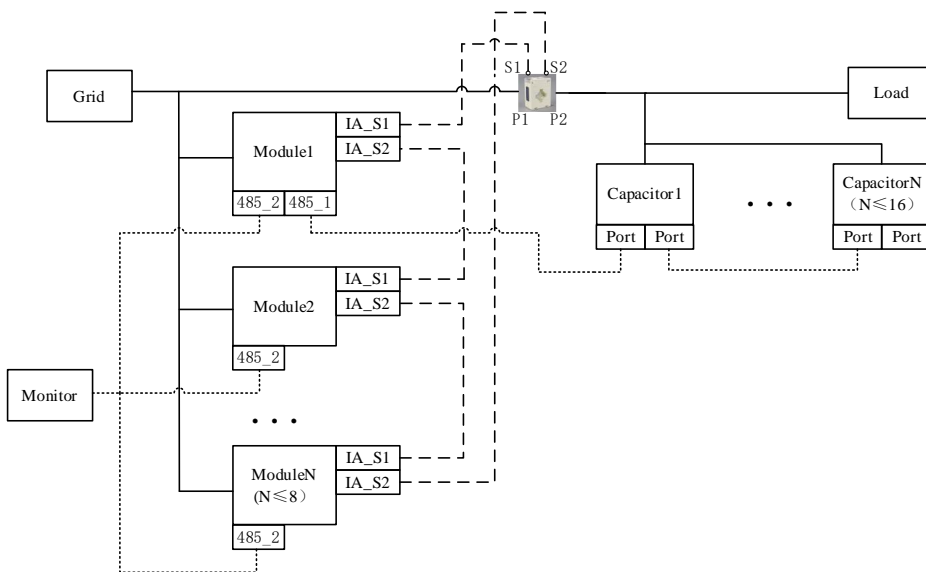 S1 S2
Grid
Load
P1 P2
IA_S1
Module1
IA_S2
485_2 485_1
Capacitor1
• • •
CapacitorN
（N≤16）
Port Port
Port Port
IA_S1
Module2
IA_S2
485_2
Monitor
• • •
IA_S1
ModuleN
(N≤8）
IA_S2
485_2